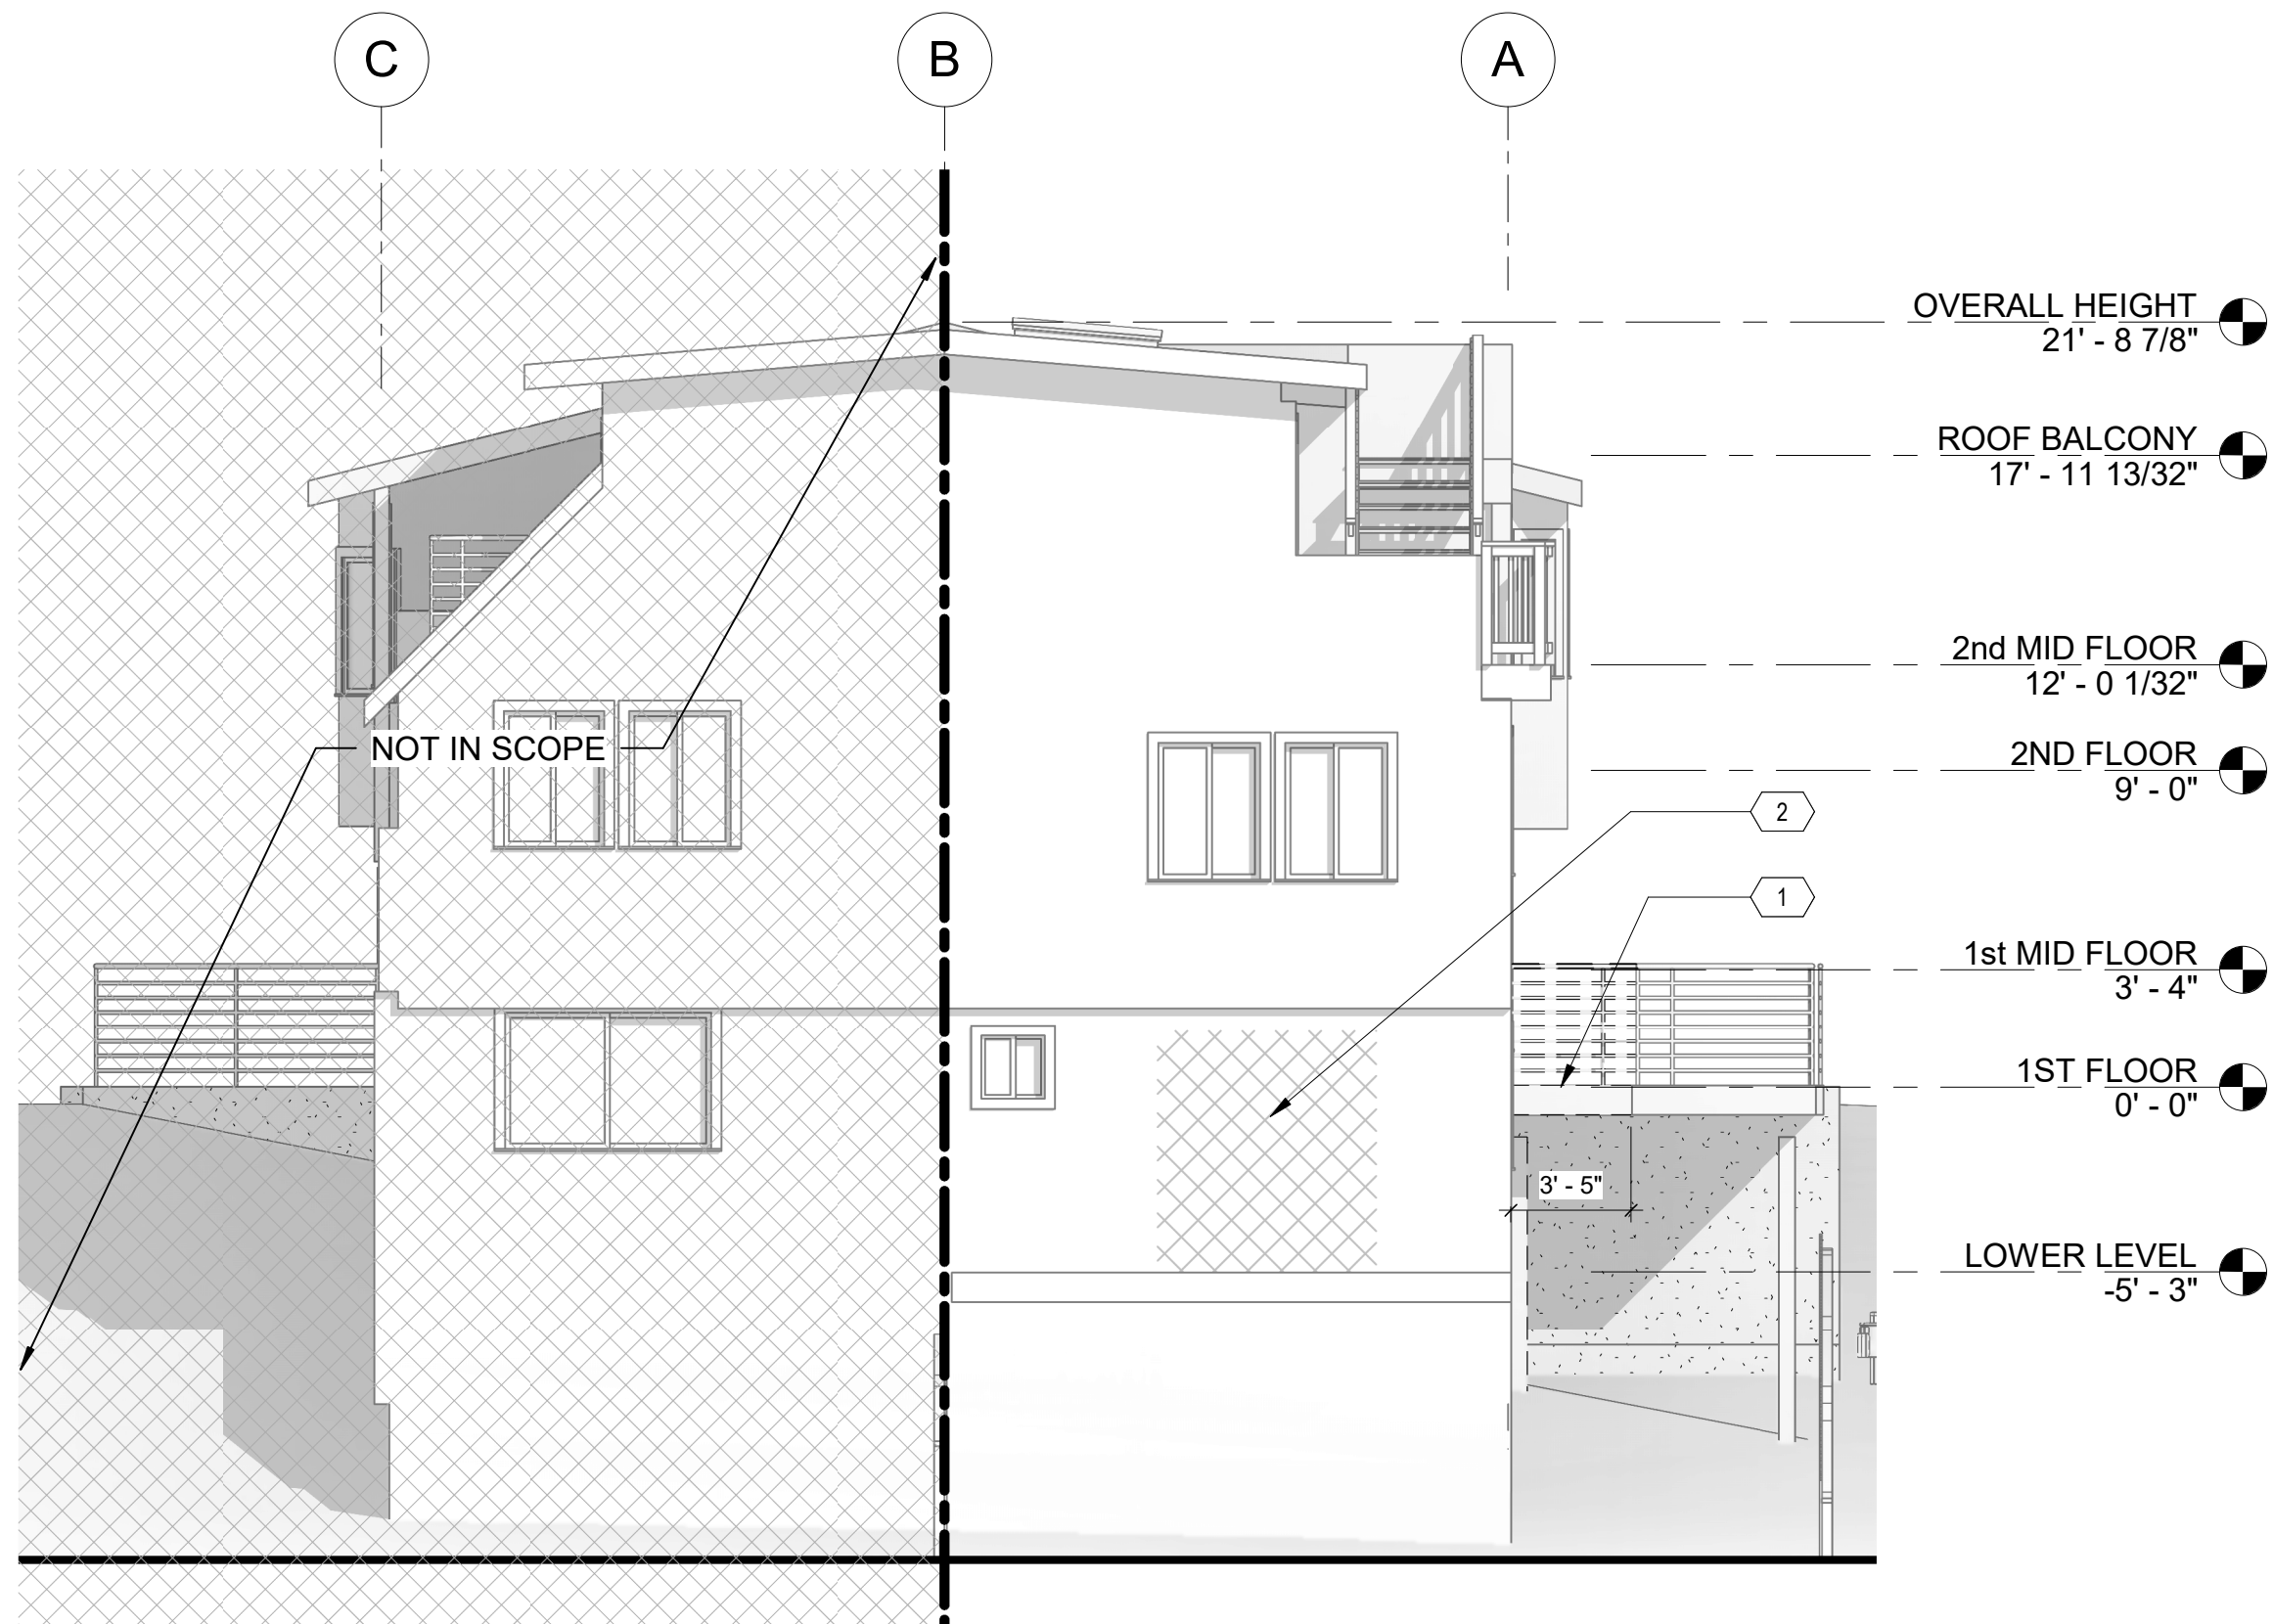 C
B
A
OVERALL HEIGHT
21' - 8 7/8"
ROOF BALCONY
17' - 11 13/32"
2nd MID FLOOR
12' - 0 1/32"
NOT IN SCOPE
2ND FLOOR
9' - 0"
2
1
1st MID FLOOR
3' - 4"
1ST FLOOR
0' - 0"
3' - 5"
LOWER LEVEL
-5' - 3"